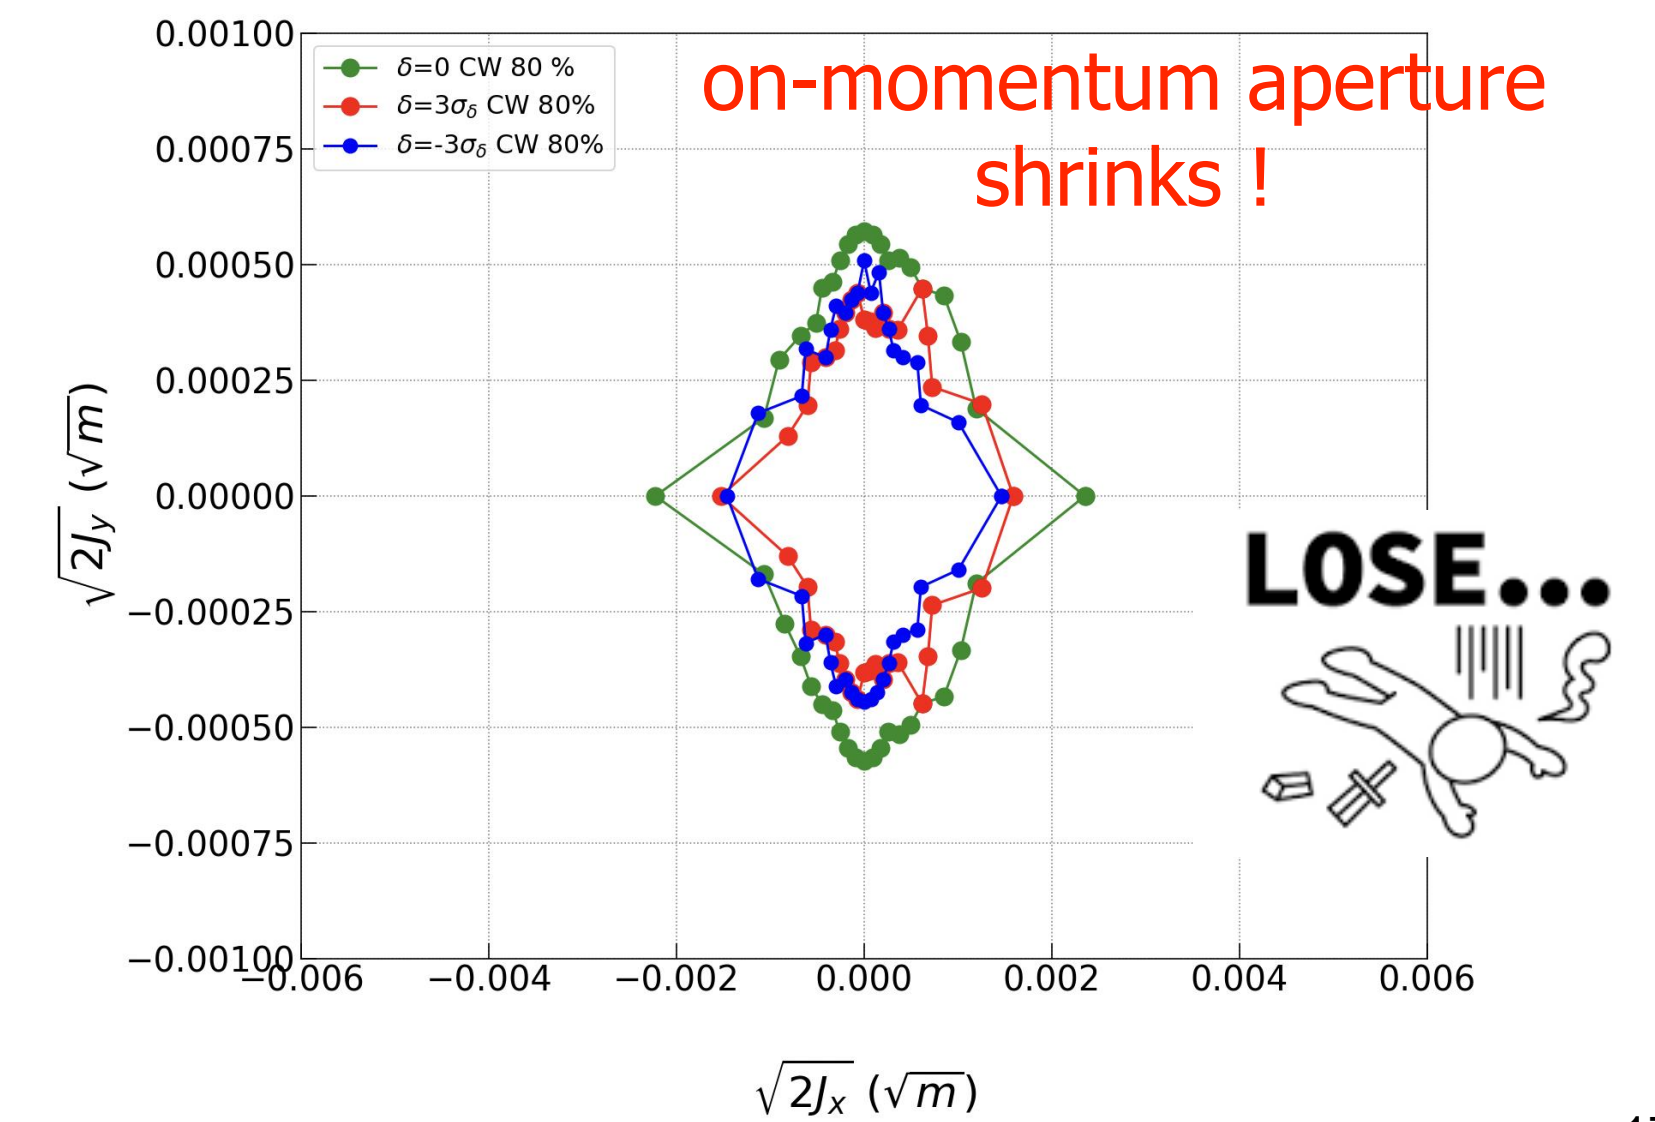 on-momentum aperture
shrinks !
δ=0 CW 80 %
δ=3σδ CW 80%
δ=-3σδ CW 80%
0.00100
0.00075
0.00050
0.00025
0.00000
−0.00025
−0.00050
−0.00075
−0.00100
√2Jy (√m)
−0.006
−0.004
−0.002
0.000
0.002
0.004
0.006
√2Jx (√m)
LOSE...